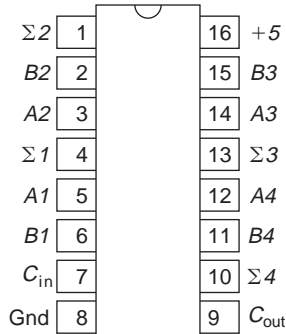 Σ2 1 16 +5
B2 2 15 B3
A2 3 14 A3
Σ1 4 13 Σ3
A1 5 12 A4
B1 6 11 B4
Cin 7 10 Σ4
Gnd 8 9 Cout